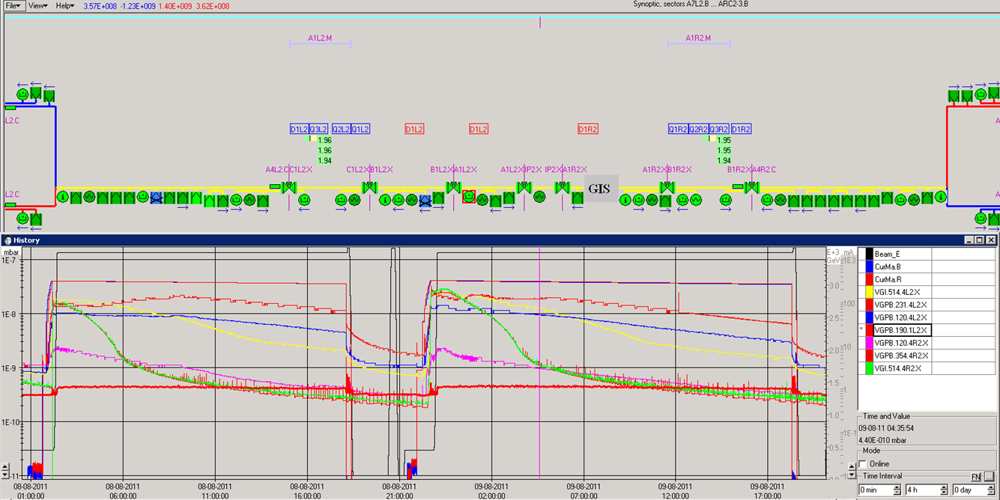 File▾ View▾ Help▾ 3.57E+008 -1.23E+009 1.40E+009 3.62E+008 Synoptic, sectors A7L2.B ... ARC2-3.B
A1L2.M A1R2.M
L2.C
D1L2 Q3L2 Q2L2 Q1L2 D1L2 D1L2 D1R2 Q1R2 Q2R2 Q3R2 D1R2
1.96 1.95
1.96 1.95
1.94 1.94
A4L2.C C1L2.X C1L2.X B1L2.X B1L2.X A1L2.X A1L2.X IP2.X IP2.X A1R2.X A1R2.X B1R2.X B1R2.X A4R2.C
L2.C
GIS
History
mbar E+3 mA
GeV 1E3
1E-7
3.0
100
1E-8
2.5
2.0 10
1E-9
1.5 1
1E-10
1.0
1E-1
0.5
-11
08-08-2011 08-08-2011 08-08-2011 08-08-2011 08-08-2011 09-08-2011 09-08-2011 09-08-2011 09-08-2011
01:00:00 06:00:00 11:00:00 16:00:00 21:00:00 02:00:00 07:00:00 12:00:00 17:00:00
Beam_E
CurMa.B
CurMa.R
VGI.514.4L2.X
VGPB.231.4L2.X
VGPB.120.4L2.X
* VGPB.190.1L2.X
VGPB.120.4R2.X
VGPB.354.4R2.X
VGI.514.4R2.X
Time and Value
09-08-11 04:35:54
4.40E-010 mbar
Mode
Online
Time Interval FN ...
0 min 4 h 0 day